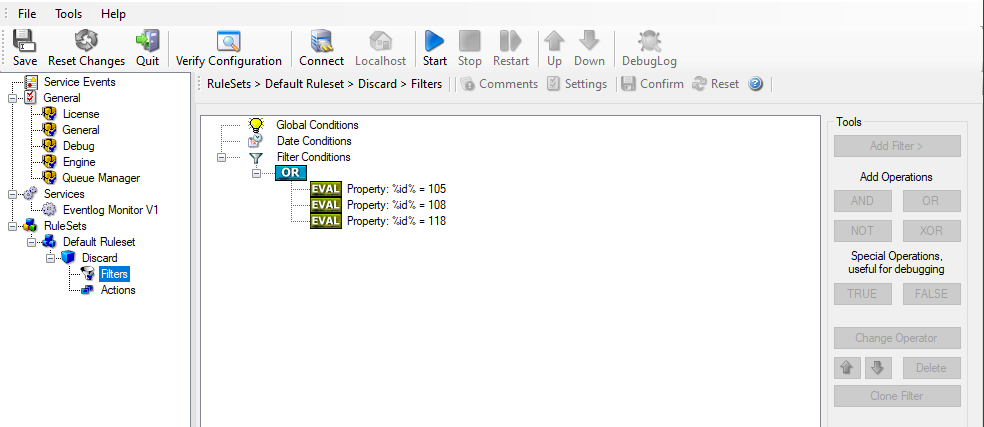 File Tools Help
Save Reset Changes Quit Verify Configuration Connect Localhost Start Stop Restart Up Down DebugLog
RuleSets > Default Ruleset > Discard > Filters Comments Settings Confirm Reset ?
Service Events
General
License
General
Debug
Engine
Queue Manager
Services
Eventlog Monitor V1
RuleSets
Default Ruleset
Discard
Filters
Actions
Global Conditions
Date Conditions
Filter Conditions
OR
EVAL Property: %id% = 105
EVAL Property: %id% = 108
EVAL Property: %id% = 118
Tools
Add Filter >
Add Operations
AND OR
NOT XOR
Special Operations,
useful for debugging
TRUE FALSE
Change Operator
Delete
Clone Filter